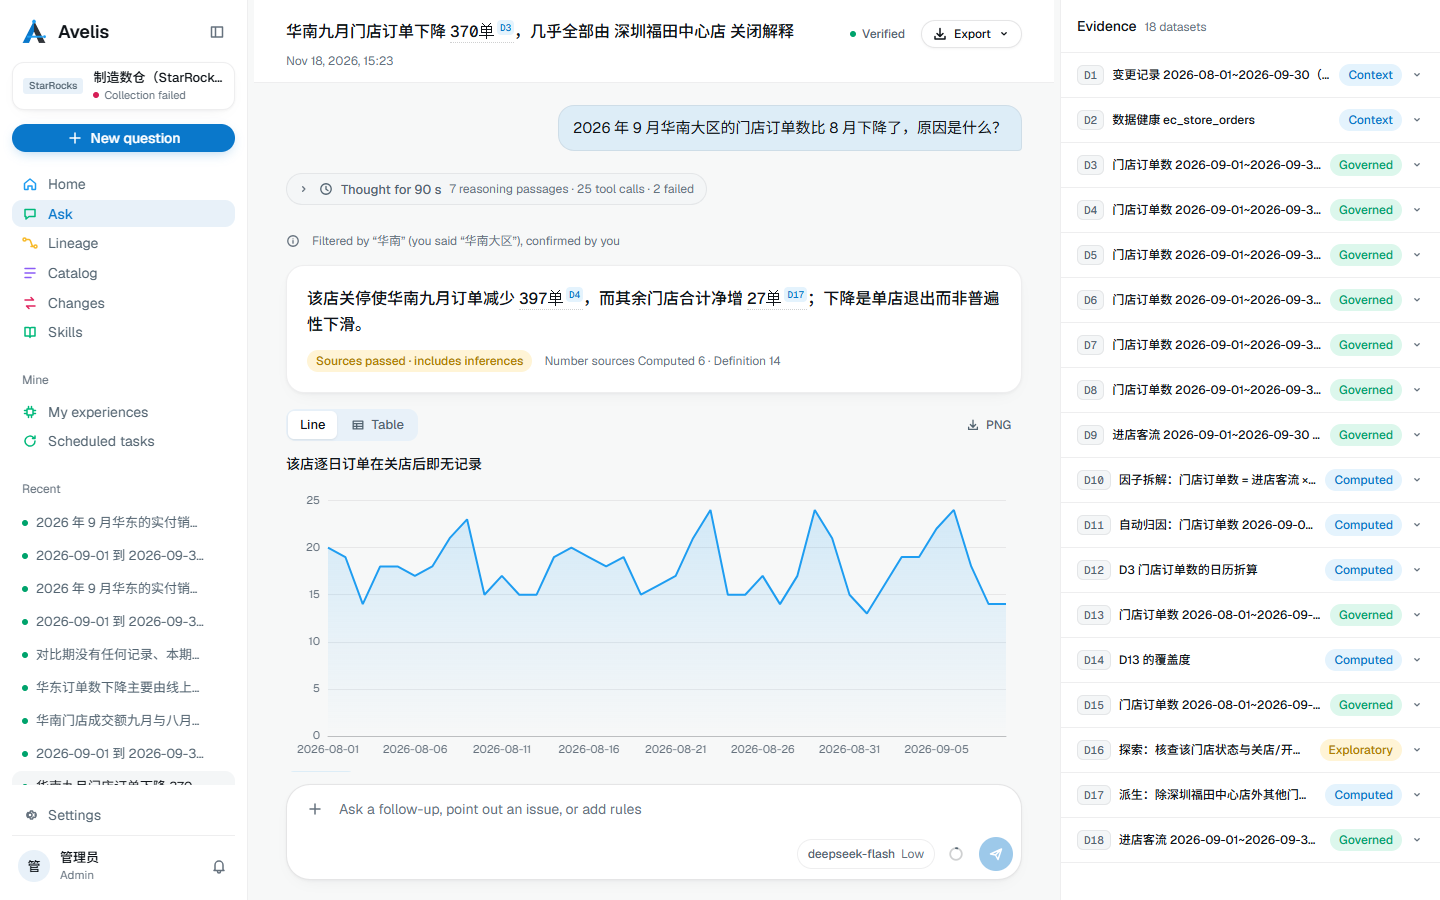 Avelis
StarRocks
制造数仓（StarRock...
Collection failed
New question
Home
Ask
Lineage
Catalog
Changes
Skills
Mine
My experiences
Scheduled tasks
Recent
2026 年 9 月华东的实付销...
2026-09-01 到 2026-09-3...
2026 年 9 月华东的实付销...
2026-09-01 到 2026-09-3...
对比期没有任何记录、本期...
华东订单数下降主要由线上...
华南门店成交额九月与八月...
2026-09-01 到 2026-09-3...
华南九月门店订单下降 370...
Settings
管
管理员
Admin
华南九月门店订单下降 370单 D3，几乎全部由 深圳福田中心店 关闭解释
Nov 18, 2026, 15:23
Verified
Export
2026 年 9 月华南大区的门店订单数比 8 月下降了，原因是什么？
Thought for 90 s 7 reasoning passages · 25 tool calls · 2 failed
Filtered by “华南” (you said “华南大区”), confirmed by you
该店关停使华南九月订单减少 397单 D4，而其余门店合计净增 27单 D17；下降是单店退出而非普遍
性下滑。
Sources passed · includes inferences
Number sources Computed 6 · Definition 14
Line
Table
PNG
该店逐日订单在关店后即无记录
25
20
15
10
5
0
2026-08-01 2026-08-06 2026-08-11 2026-08-16 2026-08-21 2026-08-26 2026-08-31 2026-09-05
Ask a follow-up, point out an issue, or add rules
deepseek-flash Low
Evidence 18 datasets
D1 变更记录 2026-08-01~2026-09-30（... Context
D2 数据健康 ec_store_orders Context
D3 门店订单数 2026-09-01~2026-09-3... Governed
D4 门店订单数 2026-09-01~2026-09-3... Governed
D5 门店订单数 2026-09-01~2026-09-3... Governed
D6 门店订单数 2026-09-01~2026-09-3... Governed
D7 门店订单数 2026-09-01~2026-09-3... Governed
D8 门店订单数 2026-09-01~2026-09-3... Governed
D9 进店客流 2026-09-01~2026-09-30 ... Governed
D10 因子拆解：门店订单数 = 进店客流 ×... Computed
D11 自动归因：门店订单数 2026-09-0... Computed
D12 D3 门店订单数的日历折算 Computed
D13 门店订单数 2026-08-01~2026-09-... Governed
D14 D13 的覆盖度 Computed
D15 门店订单数 2026-08-01~2026-09-... Governed
D16 探索：核查该门店状态与关店/开... Exploratory
D17 派生：除深圳福田中心店外其他门... Computed
D18 进店客流 2026-09-01~2026-09-3... Governed